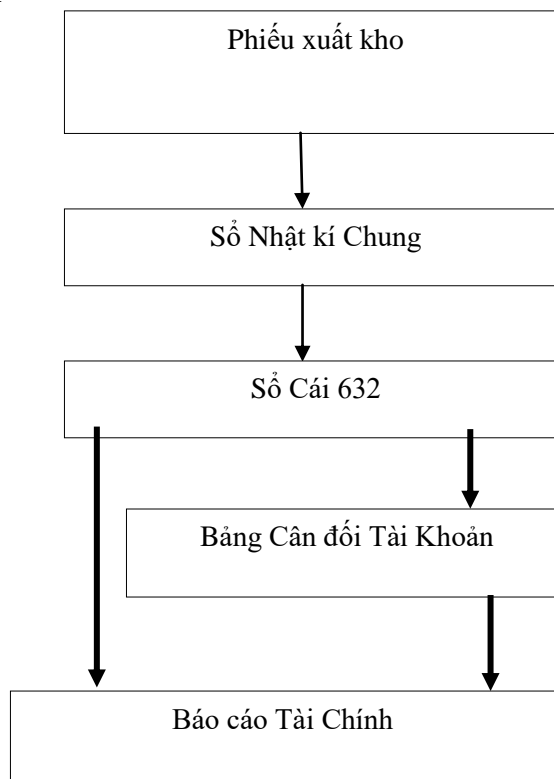 Phiếu xuất kho
Sổ Nhật kí Chung
Sổ Cái 632
Bảng Cân đối Tài Khoản
Báo cáo Tài Chính